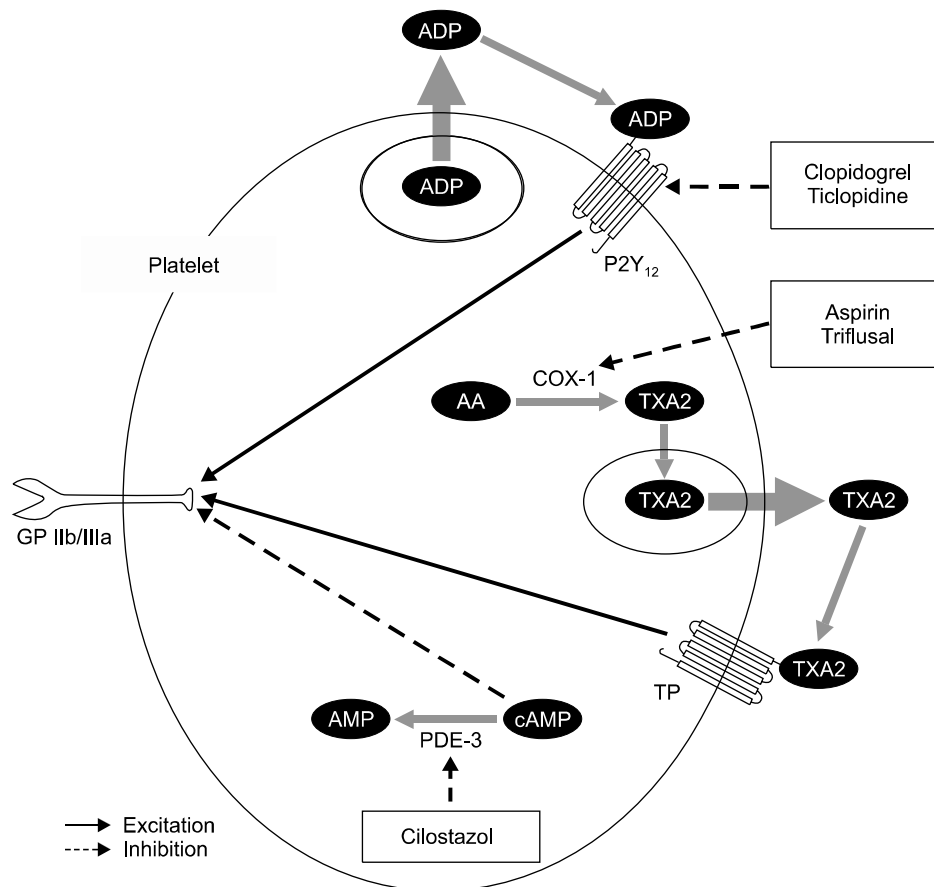 ADP
ADP
ADP
Clopidogrel
Ticlopidine
Platelet
P2Y₁₂
Aspirin
Triflusal
COX-1
AA
TXA2
TXA2
TXA2
GP IIb/IIIa
TXA2
TP
AMP
cAMP
PDE-3
Cilostazol
Excitation
Inhibition